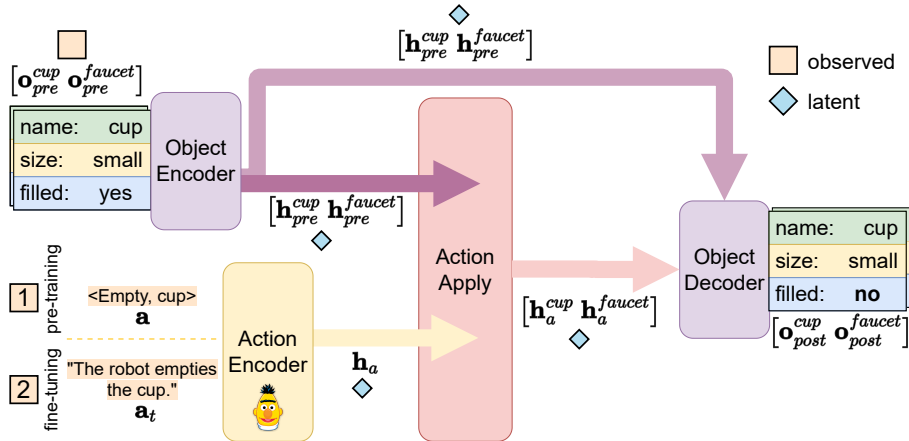 [h_pre^cup h_pre^faucet]
observed
latent
[o_pre^cup o_pre^faucet]
name: cup
size: small
filled: yes
Object
Encoder
[h_pre^cup h_pre^faucet]
Action
Apply
[h_a^cup h_a^faucet]
Object
Decoder
name: cup
size: small
filled: no
[o_post^cup o_post^faucet]
1
pre-training
<Empty, cup>
a
2
fine-tuning
"The robot empties
the cup."
a_t
Action
Encoder
h_a